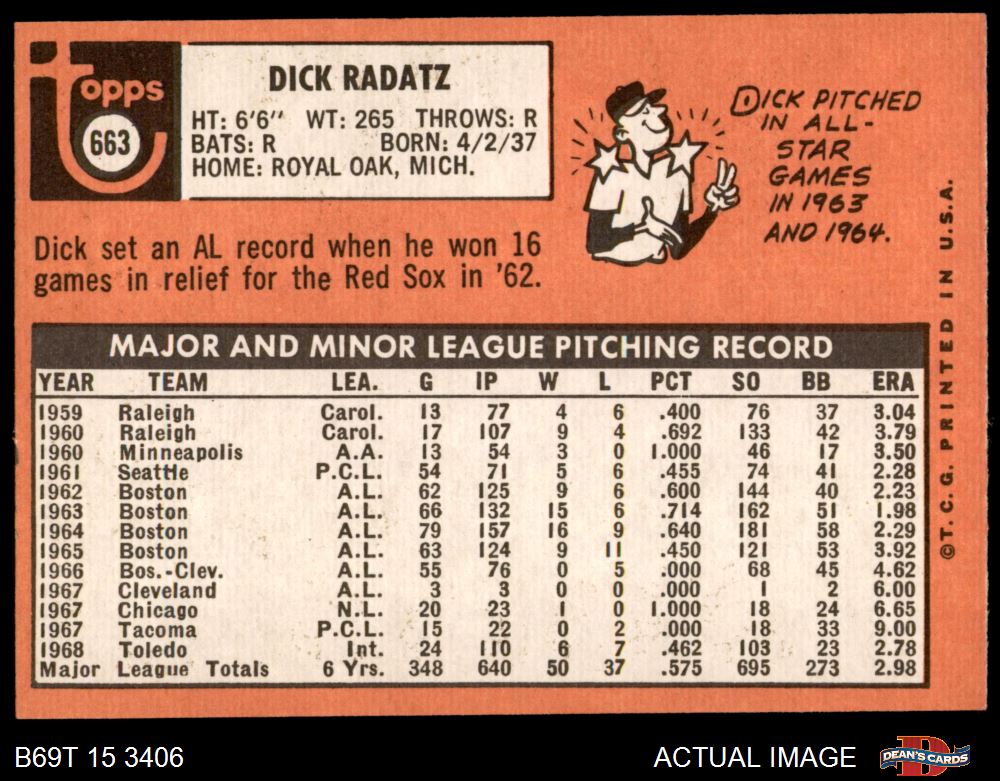 Topps
663
DICK RADATZ
HT: 6'6" WT: 265 THROWS: R
BATS: R BORN: 4/2/37
HOME: ROYAL OAK, MICH.
DICK PITCHED
IN ALL-
STAR
GAMES
IN 1963
AND 1964.
Dick set an AL record when he won 16
games in relief for the Red Sox in '62.
MAJOR AND MINOR LEAGUE PITCHING RECORD
YEAR TEAM LEA. G IP W L PCT SO BB ERA
1959 Raleigh Carol. 13 77 4 6 .400 76 37 3.04
1960 Raleigh Carol. 17 107 9 4 .692 133 42 3.79
1960 Minneapolis A.A. 13 54 3 0 1.000 46 17 3.50
1961 Seattle P.C.L. 54 71 5 6 .455 74 41 2.28
1962 Boston A.L. 62 125 9 6 .600 144 40 2.23
1963 Boston A.L. 66 132 15 6 .714 162 51 1.98
1964 Boston A.L. 79 157 16 9 .640 181 58 2.29
1965 Boston A.L. 63 124 9 11 .450 121 53 3.92
1966 Bos.-Clev. A.L. 55 76 0 5 .000 68 45 4.62
1967 Cleveland A.L. 3 3 0 0 .000 1 2 6.00
1967 Chicago N.L. 20 23 1 0 1.000 18 24 6.65
1967 Tacoma P.C.L. 15 22 0 2 .000 18 33 9.00
1968 Toledo Int. 24 110 6 7 .462 103 23 2.78
Major League Totals 6 Yrs. 348 640 50 37 .575 695 273 2.98
©T. C. G. PRINTED IN U.S.A.
B69T 15 3406
ACTUAL IMAGE
DEAN'S CARDS